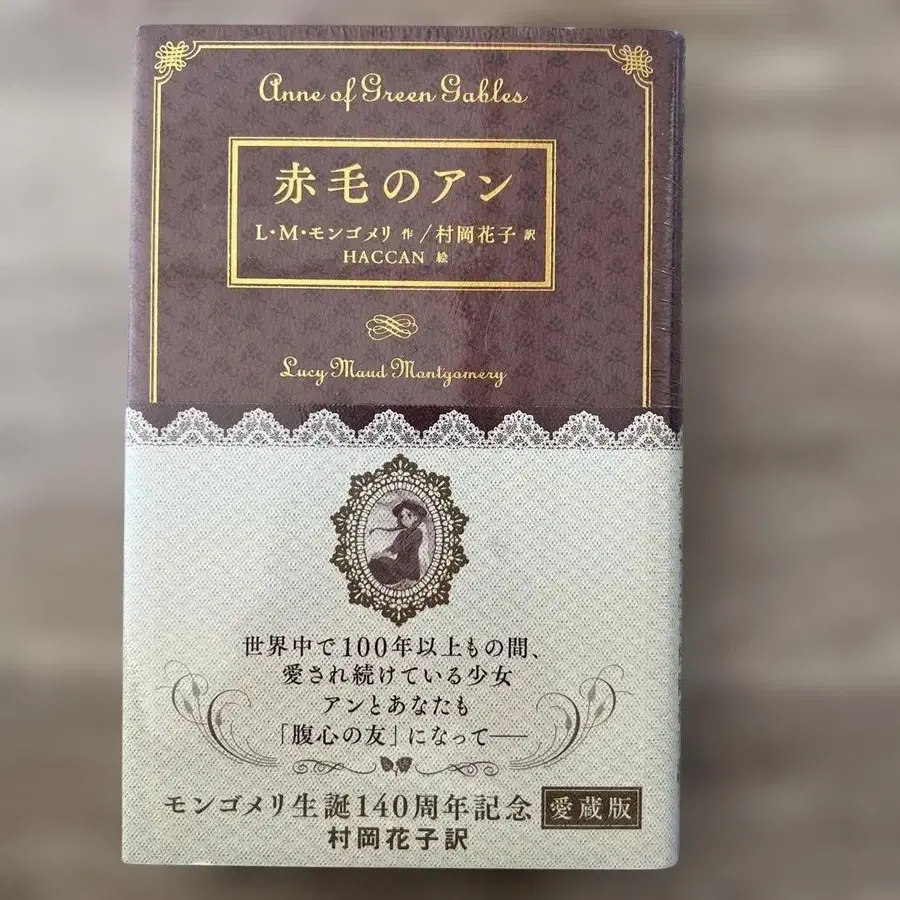 Anne of Green Gables
赤毛のアン
L・M・モンゴメリ 作／村岡花子 訳
HACCAN 絵
Lucy Maud Montgomery
世界中で100年以上もの間、
愛され続けている少女
アンとあなたも
「腹心の友」になって――
モンゴメリ生誕140周年記念 愛蔵版
村岡花子訳